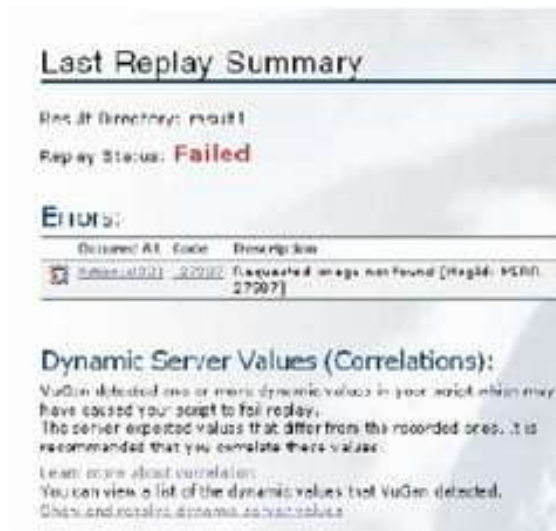 Last Replay Summary
Result Directory: result1
Replay Status: Failed
Errors:
Occurred At Code Description
-27987 Requested image not found [MsgId: MERR-
27987]
Dynamic Server Values (Correlations):
VuGen detected one or more dynamic values in your script which may
have caused your script to fail replay.
The server expected values that differ from the recorded ones. It is
recommended that you correlate these values.
Learn more about correlation
You can view a list of the dynamic values that VuGen detected.
Show and resolve dynamic server values